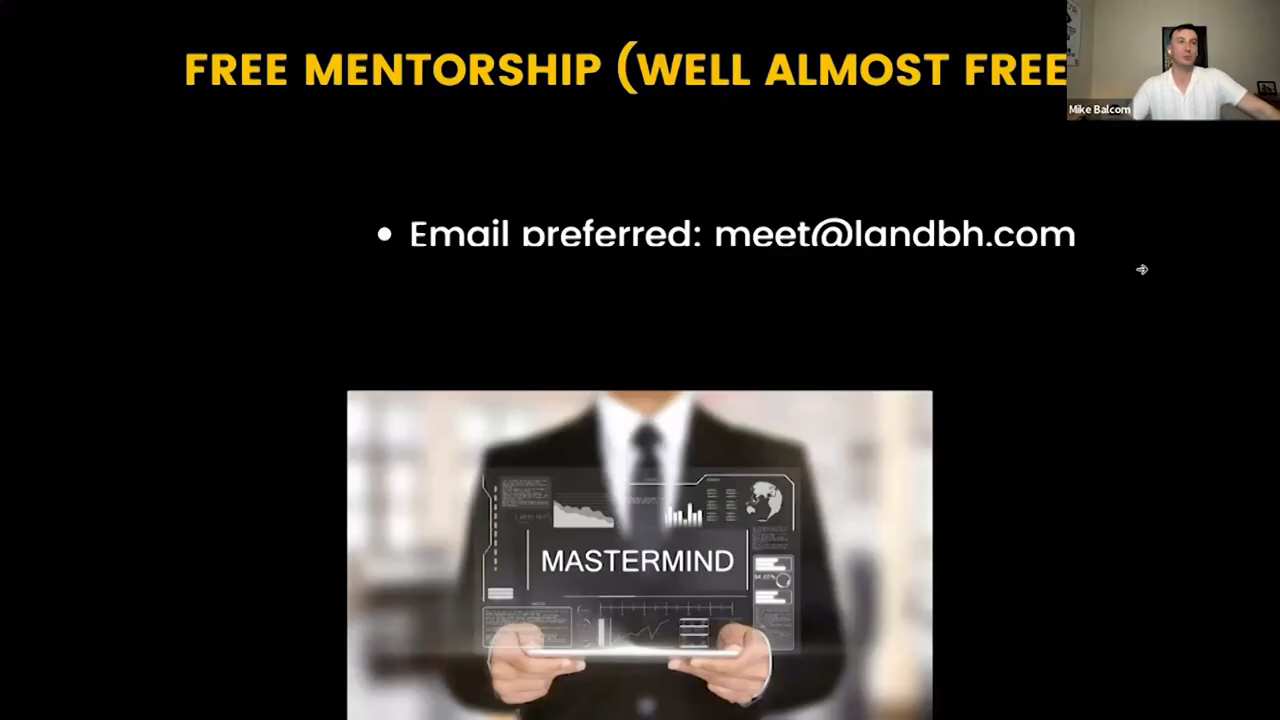 FREE MENTORSHIP (WELL ALMOST FREE
Mike Balcom
• Email preferred: meet@landbh.com
MASTERMIND